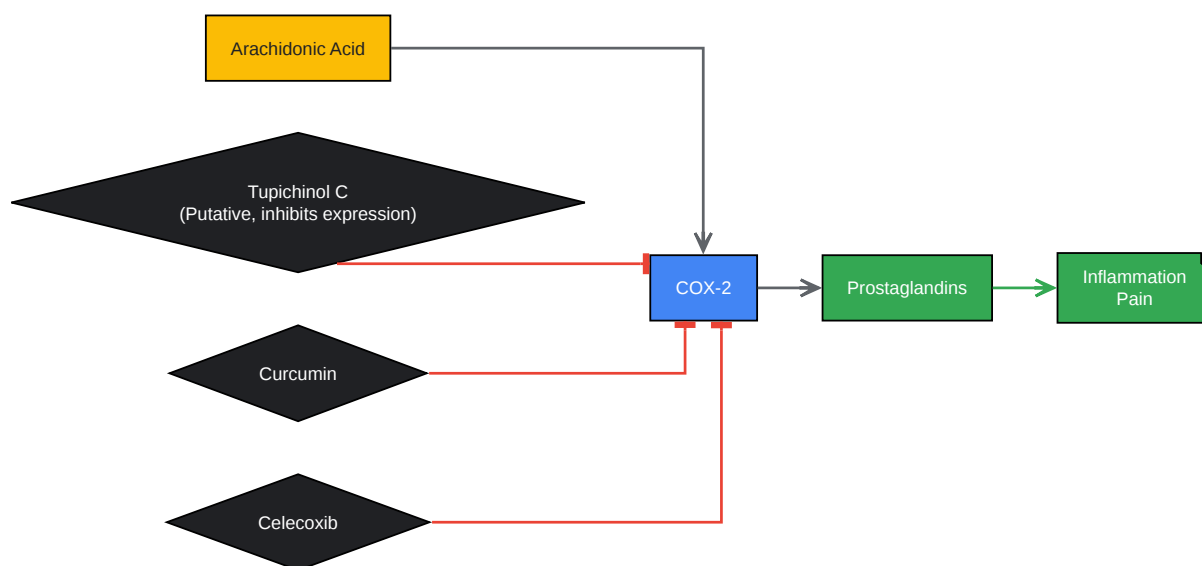 Arachidonic Acid
Tupichinol C
(Putative, inhibits expression)
COX-2
Prostaglandins
Inflammation
Pain
Curcumin
Celecoxib